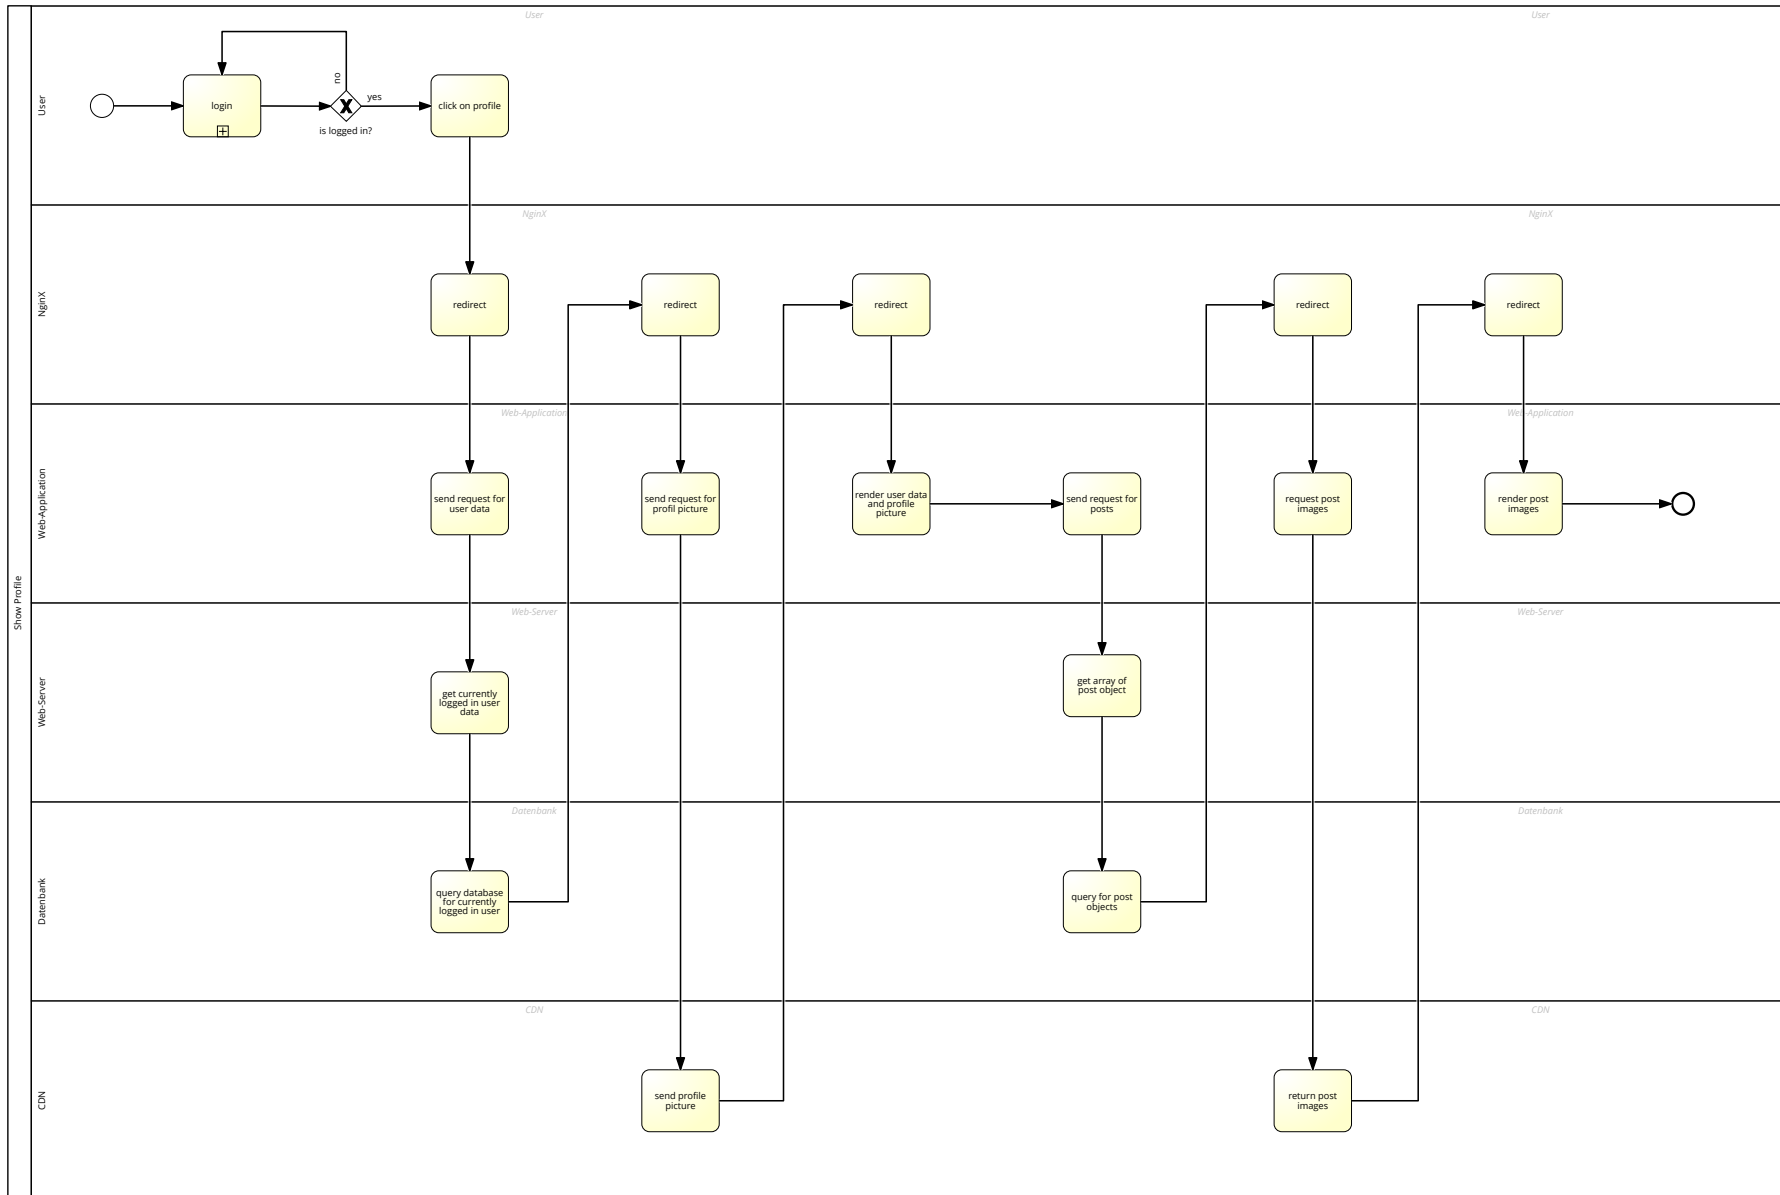 Show Profile
User
User
User
login
no
yes
is logged in?
click on profile
NginX
NginX
NginX
redirect
redirect
redirect
redirect
redirect
Web-Application
Web-Application
Web-Application
send request for
user data
send request for
profil picture
render user data
and profile
picture
send request for
posts
request post
images
render post
images
Web-Server
Web-Server
Web-Server
get currently
logged in user
data
get array of
post object
Datenbank
Datenbank
Datenbank
query database
for currently
logged in user
query for post
objects
CDN
CDN
CDN
send profile
picture
return post
images